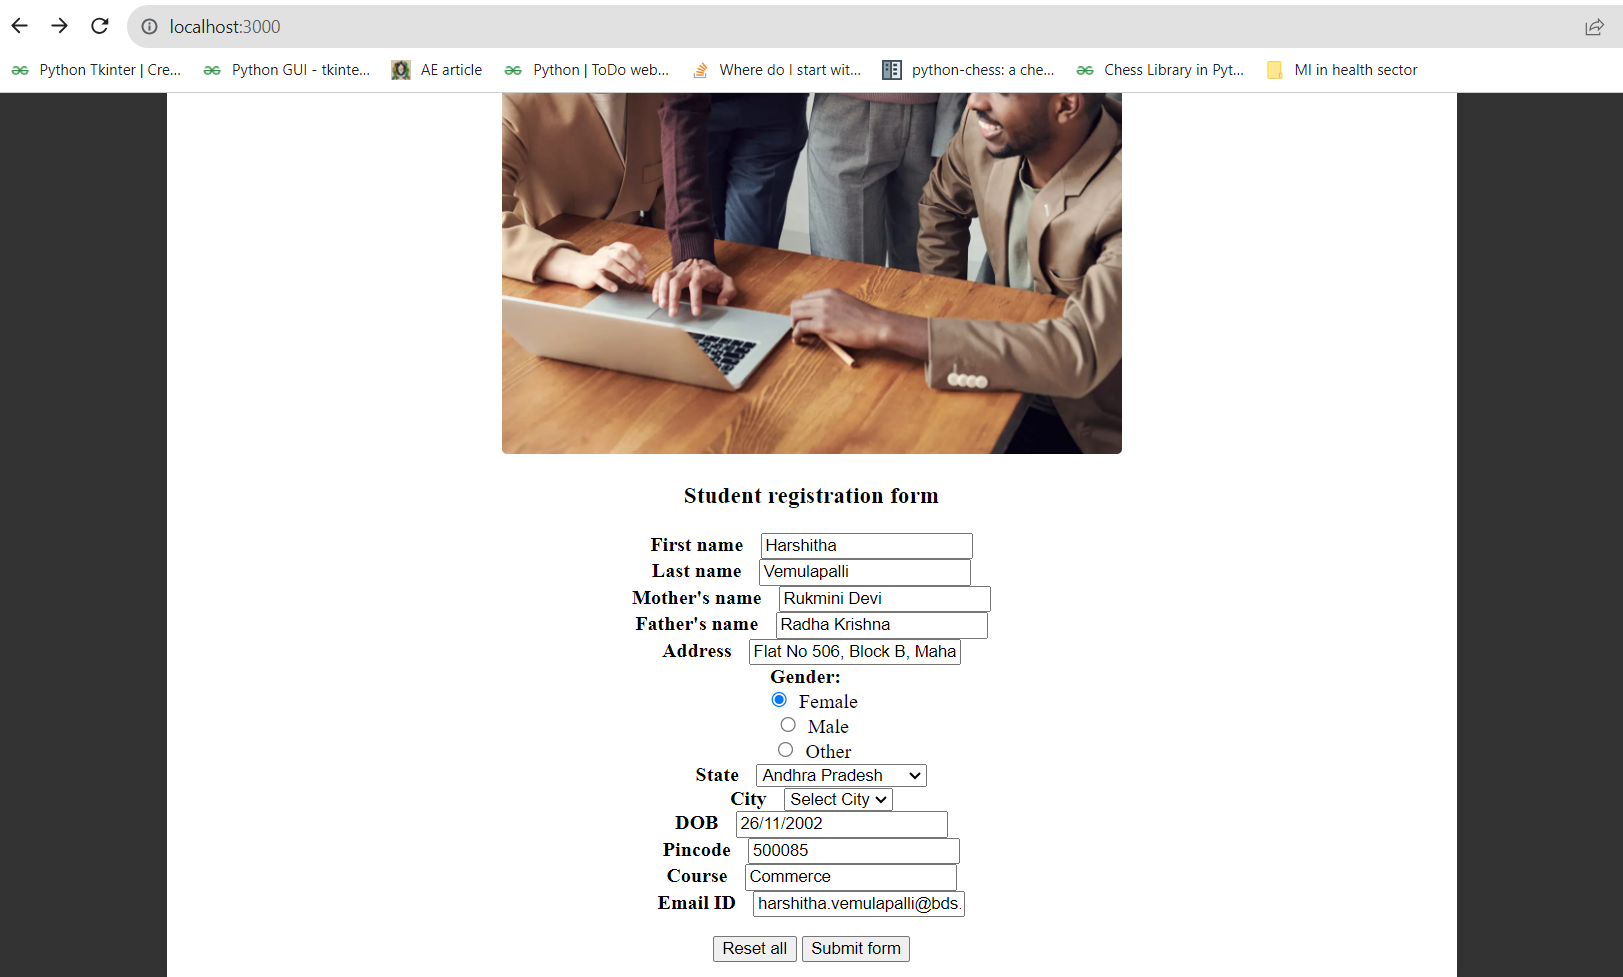 localhost:3000
Python Tkinter | Cre... Python GUI - tkinte... AE article Python | ToDo web... Where do I start wit... python-chess: a che... Chess Library in Pyt... MI in health sector
Student registration form
First name Harshitha
Last name Vemulapalli
Mother's name Rukmini Devi
Father's name Radha Krishna
Address Flat No 506, Block B, Maha
Gender:
Female
Male
Other
State Andhra Pradesh
City Select City
DOB 26/11/2002
Pincode 500085
Course Commerce
Email ID harshitha.vemulapalli@bds.
Reset all Submit form